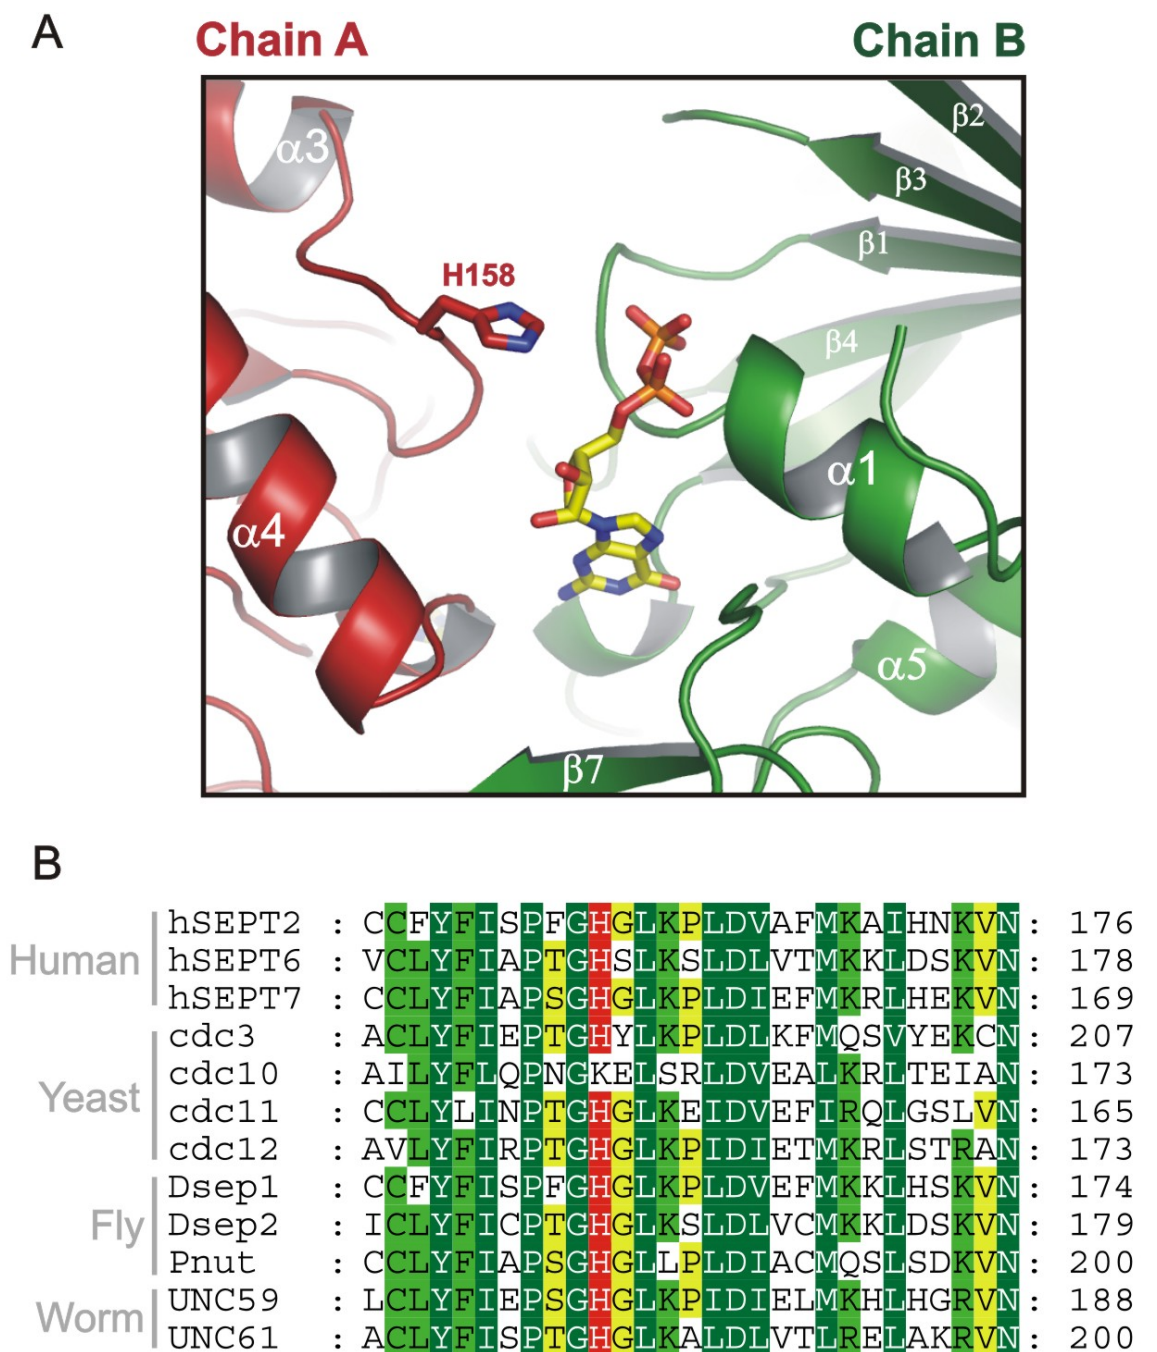 A
Chain A Chain B
β2
α3
β3
β1
H158
β4
α1
α4
α5
β7
B
Human
hSEPT2 : CCFYFISPFGHGLKPLDVAFMKAIHNKVN: 176
hSEPT6 : VCLYFIAPTGHSLKSLDLVTMKKLDSKVN: 178
hSEPT7 : CCLYFIAPSGHGLKPLDIEFMKRLHEKVN: 169
Yeast
cdc3 : ACLYFIEPTGHYLKPLDLKFMQSVYEKCN: 207
cdc10 : AILYFLQPNGKELSRLDVEALKRLTEIAN: 173
cdc11 : CCLYLINPTGHGLKEIDVEFIRQLGSLVN: 165
cdc12 : AVLYFIRPTGHGLKPIDIETMKRLSTRAN: 173
Fly
Dsep1 : CCFYFISPFGHGLKPLDVEFMKKLHSKVN: 174
Dsep2 : ICLYFICPTGHGLKSLDLVCMKKLDSKVN: 179
Pnut : CCLYFIAPSGHGLLPLDIACMQSLSDKVN: 200
Worm
UNC59 : LCLYFIEPSGHGLKPIDIELMKHLHGRVN: 188
UNC61 : ACLYFISPTGHGLKALDLVTLRELAKRVN: 200